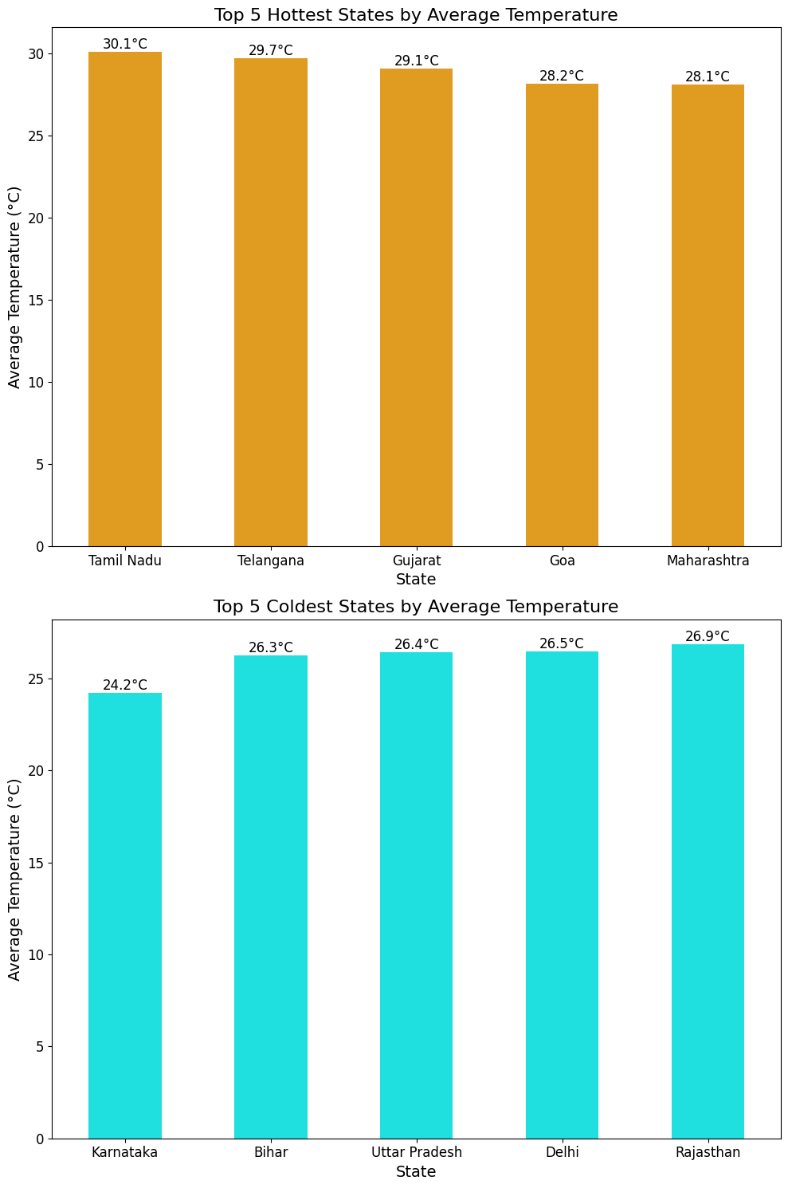 Top 5 Hottest States by Average Temperature
30.1°C
29.7°C
29.1°C
28.2°C
28.1°C
30
25
20
15
10
5
0
Average Temperature (°C)
Tamil Nadu
Telangana
Gujarat
Goa
Maharashtra
State
Top 5 Coldest States by Average Temperature
24.2°C
26.3°C
26.4°C
26.5°C
26.9°C
25
20
15
10
5
0
Average Temperature (°C)
Karnataka
Bihar
Uttar Pradesh
Delhi
Rajasthan
State